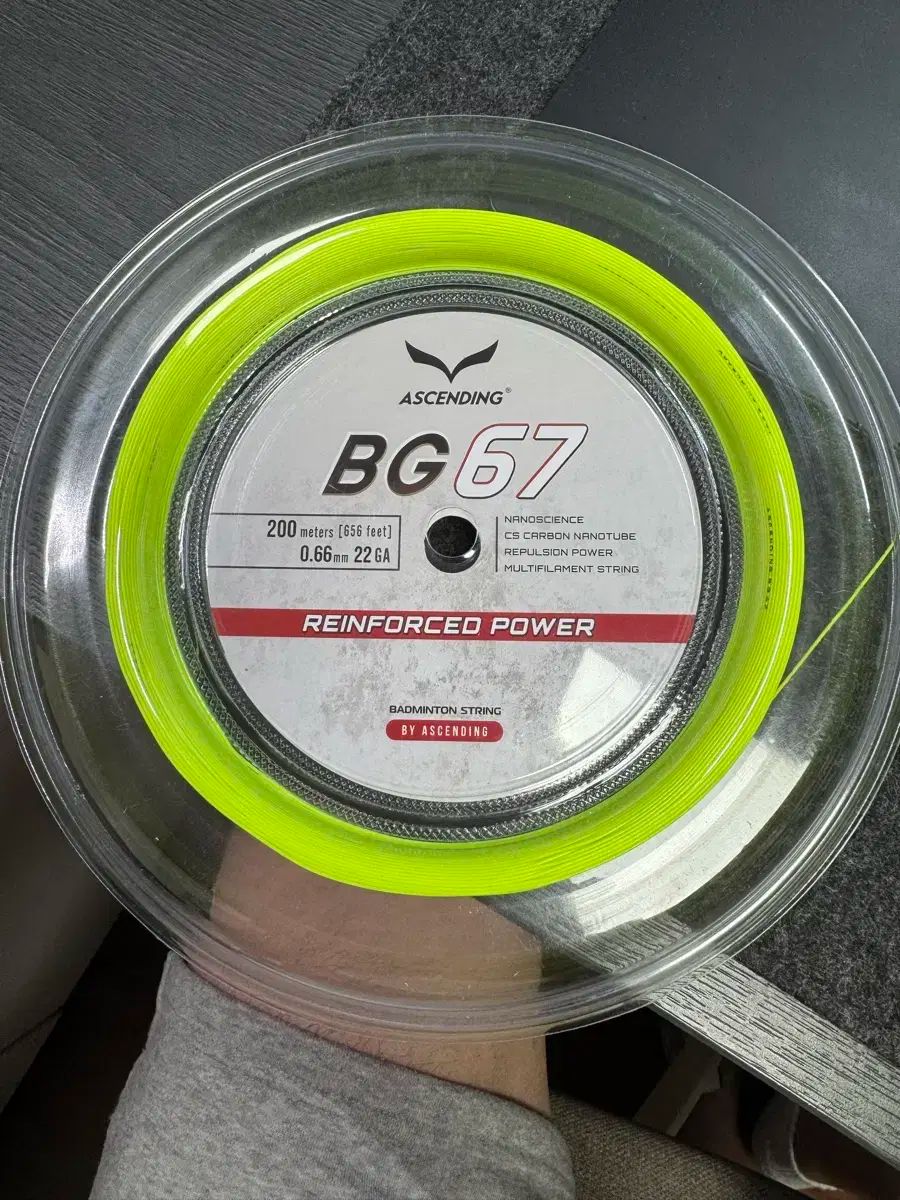 ASCENDING®
BG67
200 meters [656 feet]
0.66mm 22GA
NANOSCIENCE
CS CARBON NANOTUBE
REPULSION POWER
MULTIFILAMENT STRING
REINFORCED POWER
BADMINTON STRING
BY ASCENDING